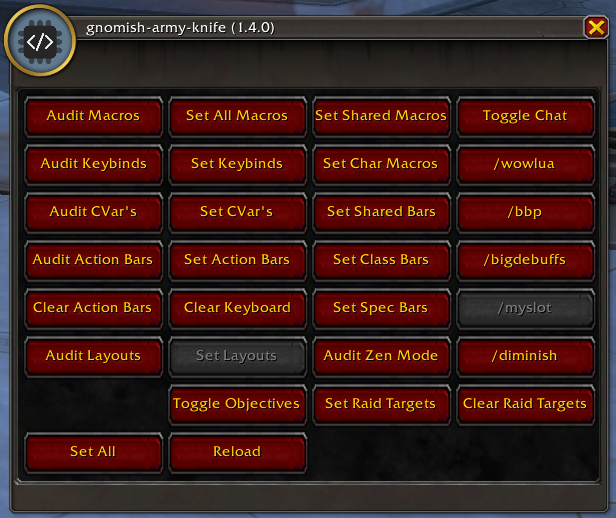 gnomish-army-knife (1.4.0)
</>
Audit Macros Set All Macros Set Shared Macros Toggle Chat
Audit Keybinds Set Keybinds Set Char Macros /wowlua
Audit CVar's Set CVar's Set Shared Bars /bbp
Audit Action Bars Set Action Bars Set Class Bars /bigdebuffs
Clear Action Bars Clear Keyboard Set Spec Bars /myslot
Audit Layouts Set Layouts Audit Zen Mode /diminish
Toggle Objectives Set Raid Targets Clear Raid Targets
Set All Reload